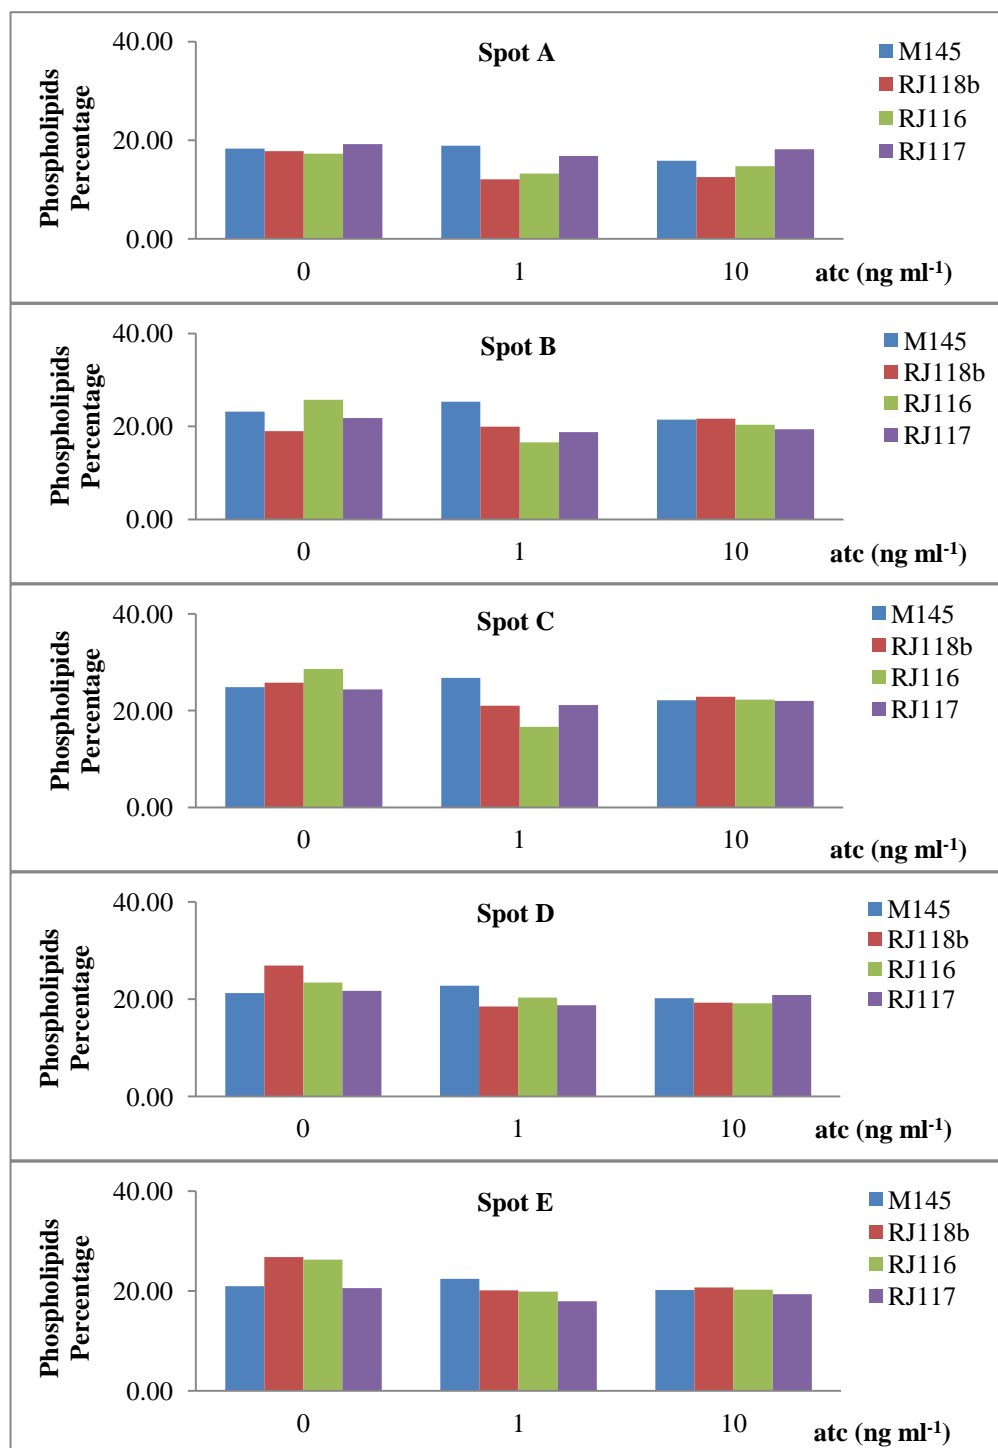 Spot A
Phospholipids
Percentage
40.00
20.00
0.00
0
1
10
atc (ng ml⁻¹)
M145
RJ118b
RJ116
RJ117
Spot B
Phospholipids
Percentage
40.00
20.00
0.00
0
1
10
atc (ng ml⁻¹)
M145
RJ118b
RJ116
RJ117
Spot C
Phospholipids
Percentage
40.00
20.00
0.00
0
1
10
atc (ng ml⁻¹)
M145
RJ118b
RJ116
RJ117
Spot D
Phospholipids
Percentage
40.00
20.00
0.00
0
1
10
atc (ng ml⁻¹)
M145
RJ118b
RJ116
RJ117
Spot E
Phospholipids
Percentage
40.00
20.00
0.00
0
1
10
atc (ng ml⁻¹)
M145
RJ118b
RJ116
RJ117